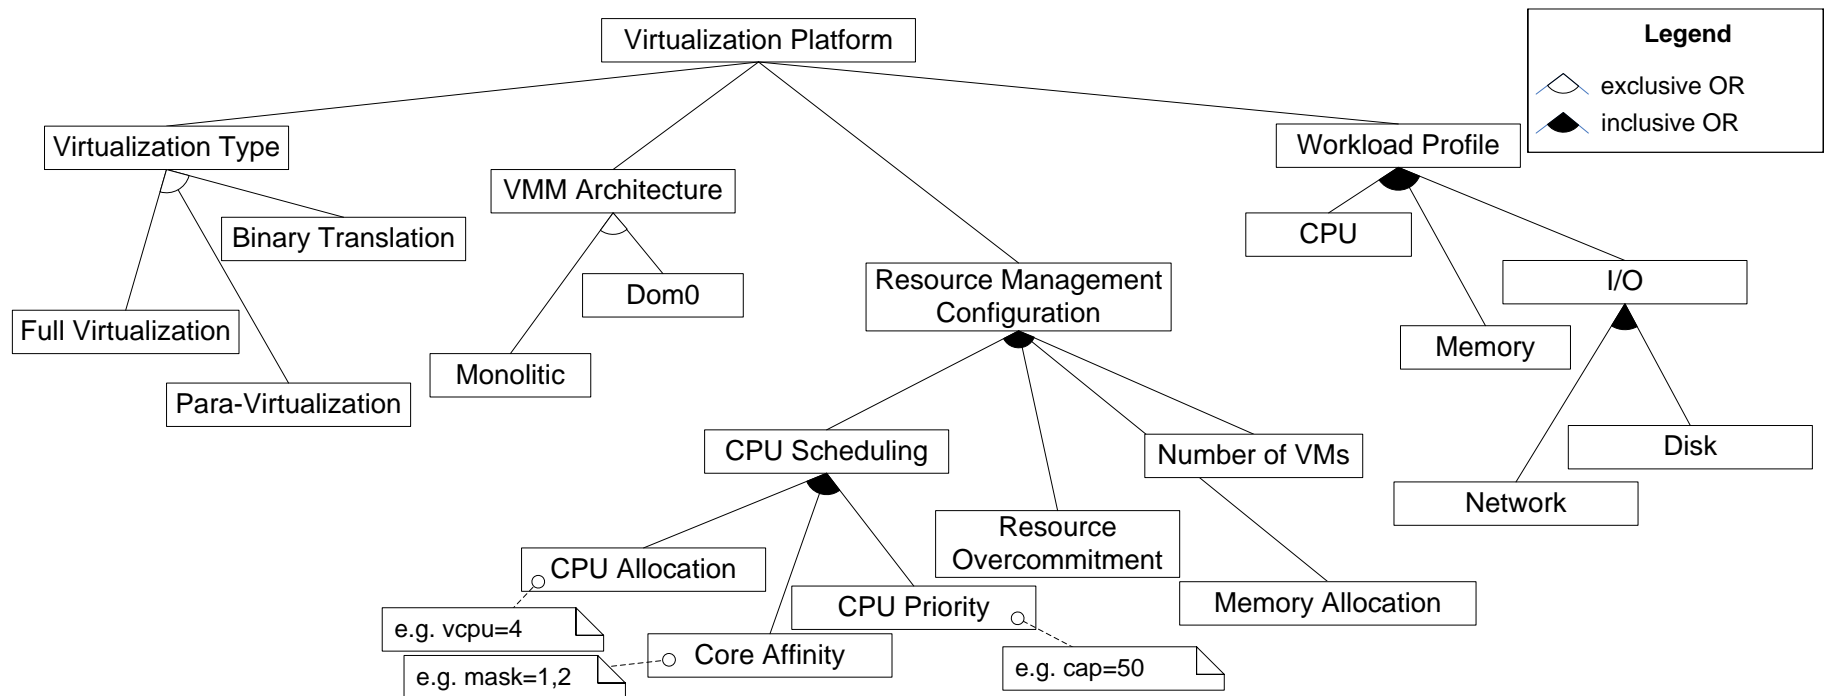 Virtualization Platform
Legend
exclusive OR
inclusive OR
Virtualization Type
VMM Architecture
Workload Profile
Binary Translation
CPU
Dom0
Resource Management
Configuration
I/O
Full Virtualization
Monolitic
Memory
Para-Virtualization
CPU Scheduling
Number of VMs
Disk
Network
Resource
Overcommitment
CPU Allocation
CPU Priority
Memory Allocation
e.g. vcpu=4
Core Affinity
e.g. mask=1,2
e.g. cap=50